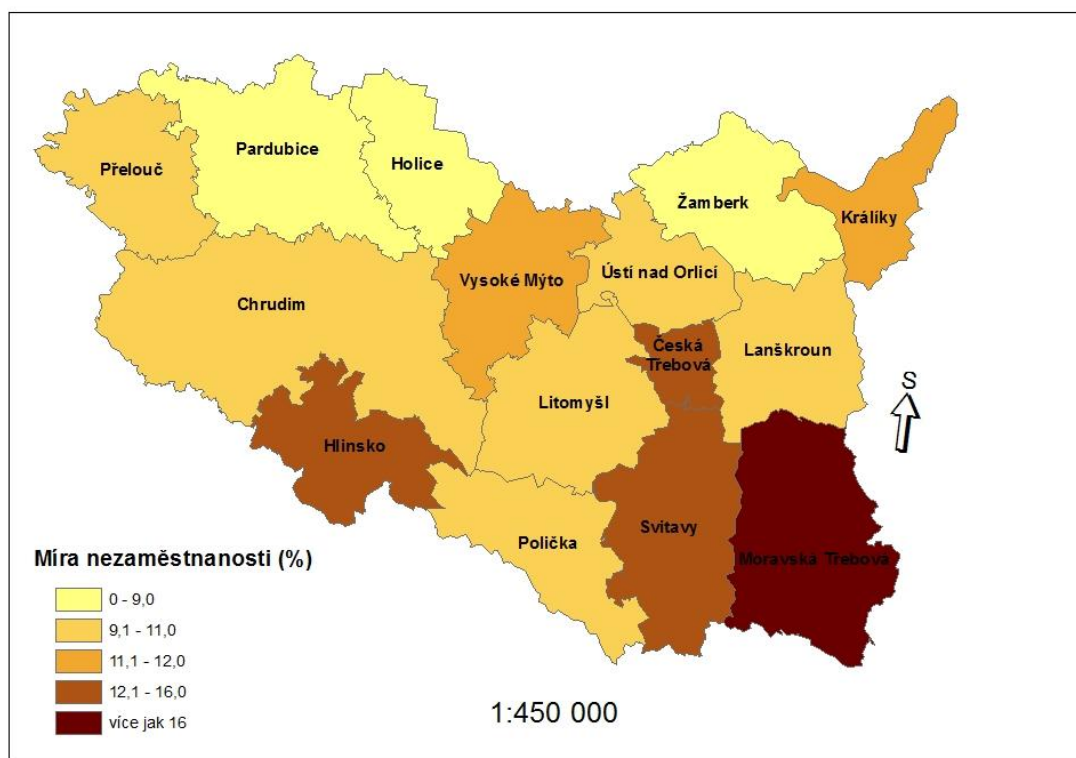 Pardubice
Holice
Přelouč
Žamberk
Králíky
Ústí nad Orlicí
Vysoké Mýto
Chrudim
Česká
Třebová
Lanškroun
Litomyšl
S
Hlinsko
Svitavy
Polička
Moravská Třebová
Míra nezaměstnanosti (%)
0 - 9,0
9,1 - 11,0
11,1 - 12,0
12,1 - 16,0
více jak 16
1:450 000